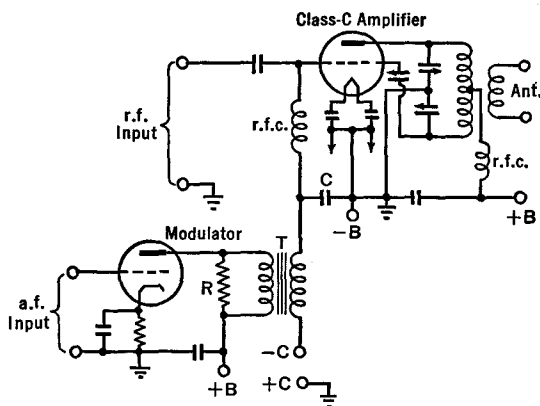 Class-C Amplifier
r.f.
Input
r.f.c.
Ant.
r.f.c.
C
-B
+B
Modulator
T
R
a.f.
Input
-C
+B
+C